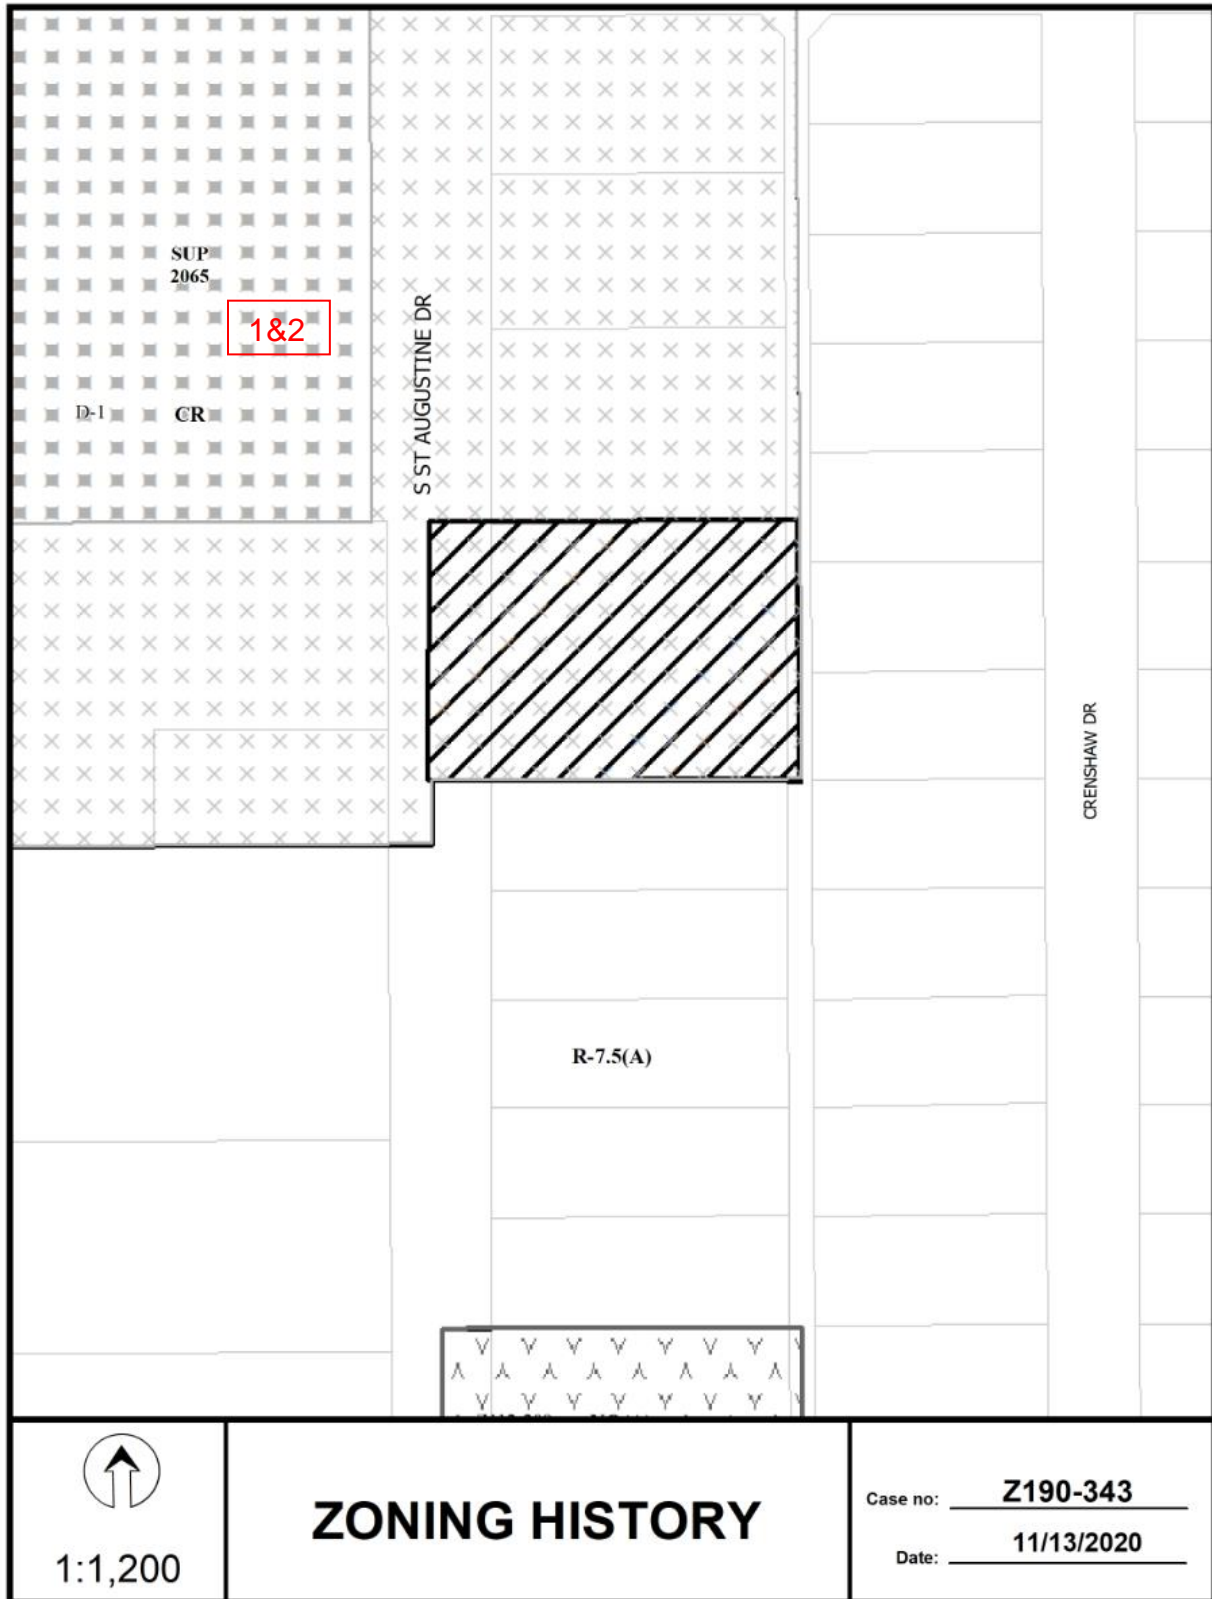 SUP
2065
1&2
D-1
CR
S ST AUGUSTINE DR
CRENSHAW DR
R-7.5(A)
1:1,200
ZONING HISTORY
Case no: Z190-343
Date: 11/13/2020